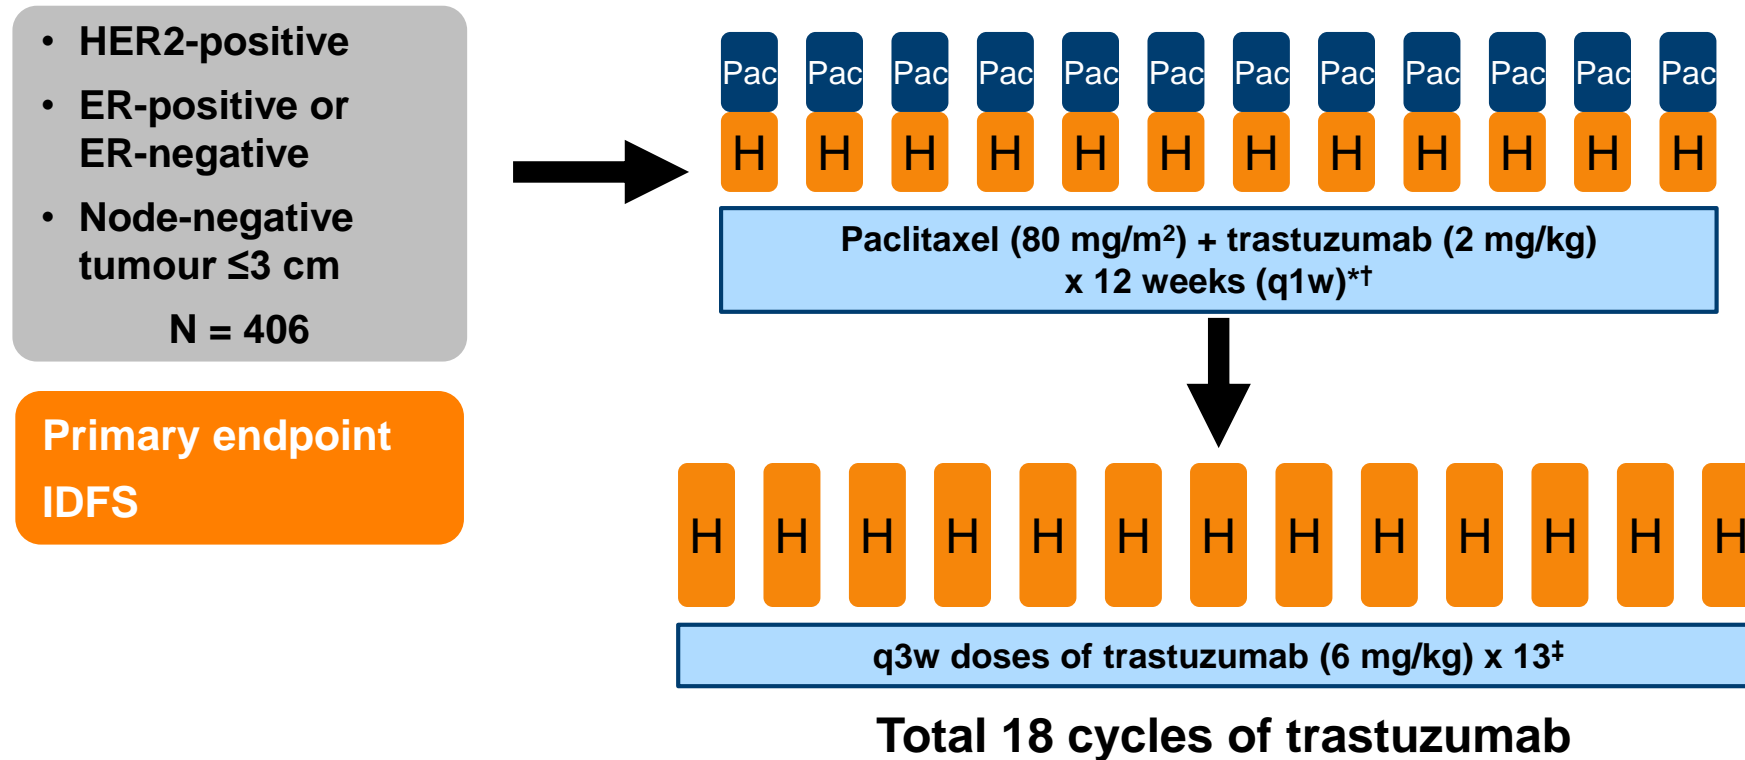 • HER2-positive
• ER-positive or
ER-negative
• Node-negative
tumour ≤3 cm
N = 406
Primary endpoint
IDFS
Pac Pac Pac Pac Pac Pac Pac Pac Pac Pac Pac Pac
H H H H H H H H H H H H
Paclitaxel (80 mg/m²) + trastuzumab (2 mg/kg)
x 12 weeks (q1w)*†
H H H H H H H H H H H H H
q3w doses of trastuzumab (6 mg/kg) x 13‡
Total 18 cycles of trastuzumab